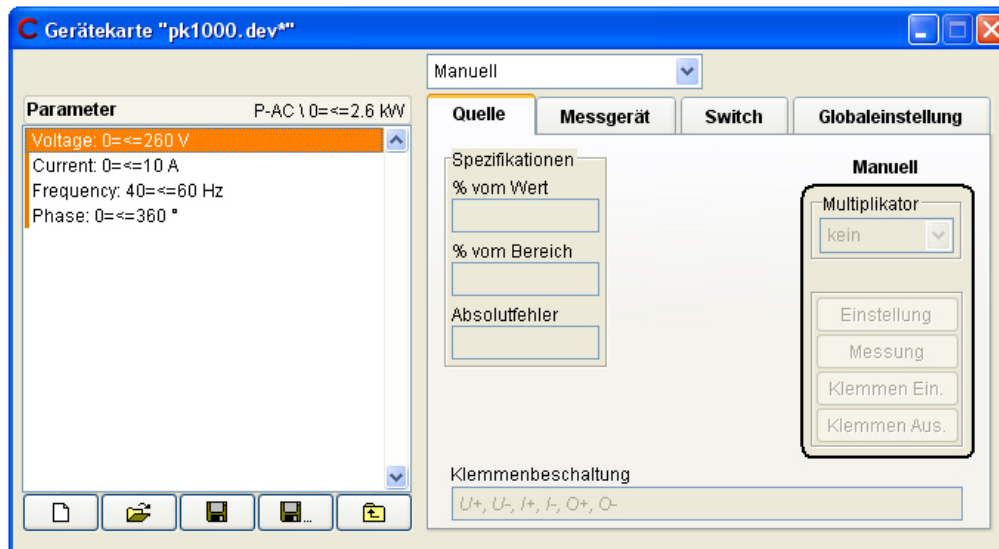 Gerätekarte "pk1000.dev*"
Manuell
Parameter P-AC \ 0=<=2.6 kW
Voltage: 0=<=260 V
Current: 0=<=10 A
Frequency: 40=<=60 Hz
Phase: 0=<=360 °
Quelle Messgerät Switch Globaleinstellung
Spezifikationen
% vom Wert
% vom Bereich
Absolutfehler
Manuell
Multiplikator
kein
Einstellung
Messung
Klemmen Ein.
Klemmen Aus.
Klemmenbeschaltung
U+, U-, I+, I-, O+, O-
...